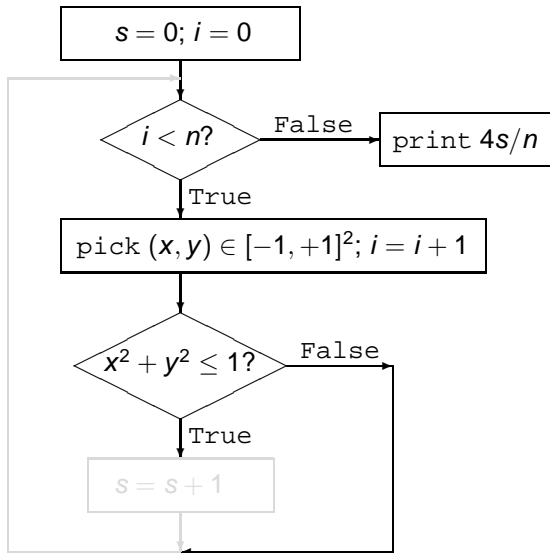 s = 0; i = 0
i < n?
False
print 4s/n
True
pick (x, y) ∈ [−1, +1]²; i = i + 1
x² + y² ≤ 1?
False
True
s = s + 1